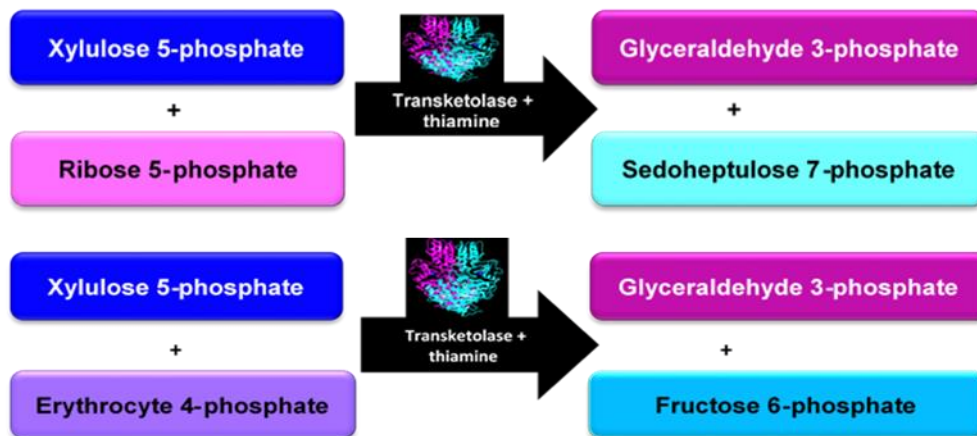 Xylulose 5-phosphate
+
Ribose 5-phosphate
Transketolase +
thiamine
Glyceraldehyde 3-phosphate
+
Sedoheptulose 7-phosphate
Xylulose 5-phosphate
+
Erythrocyte 4-phosphate
Transketolase +
thiamine
Glyceraldehyde 3-phosphate
+
Fructose 6-phosphate